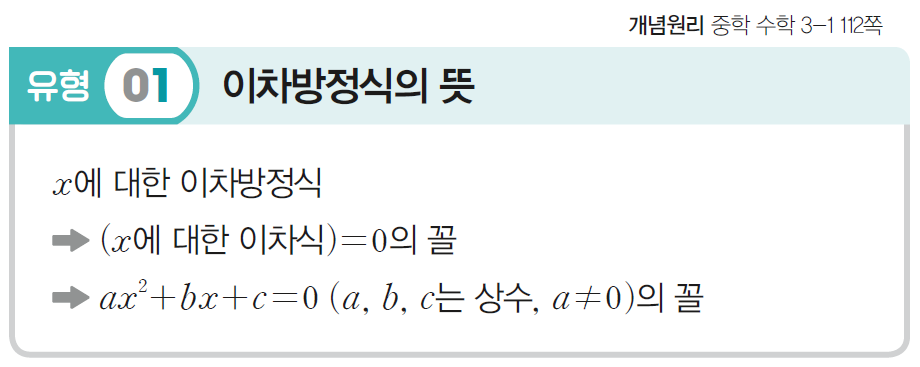 개념원리 중학 수학 3-1 112쪽
유형 01 이차방정식의 뜻
x에 대한 이차방정식
➡ (x에 대한 이차식)=0의 꼴
➡ ax²+bx+c=0 (a, b, c는 상수, a≠0)의 꼴